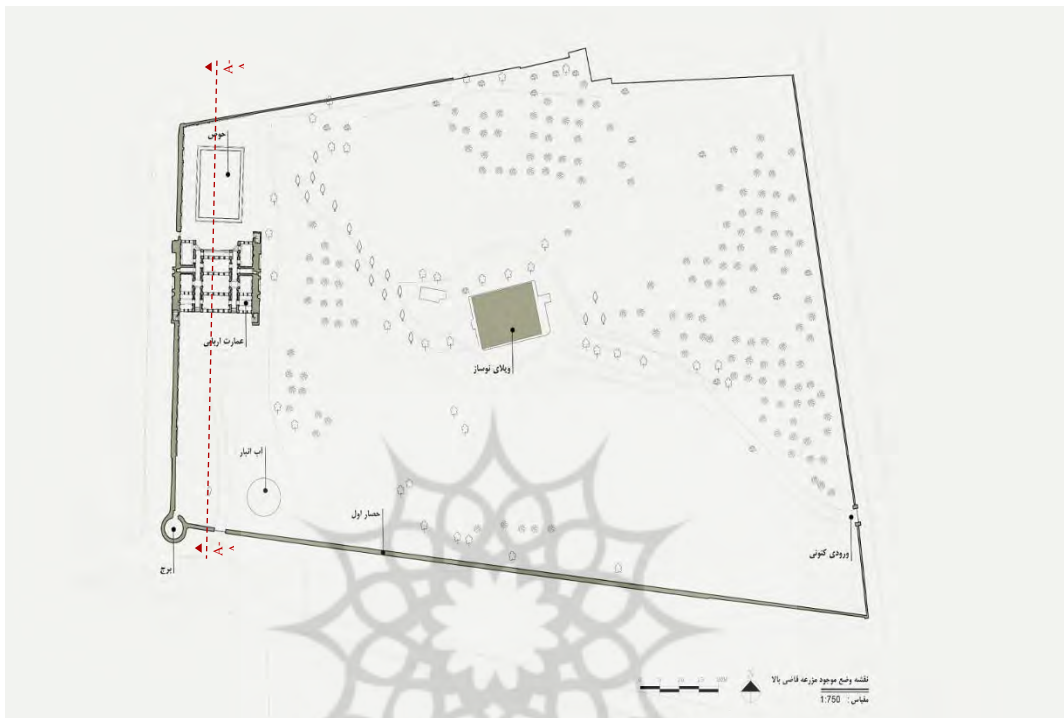 حوض
عمارت اربابی
ویلای نوساز
آب انبار
حصار اول
برج
ورودی کنونی
نقشه وضع موجود مزرعه قاضی بالا
مقیاس : 1:750